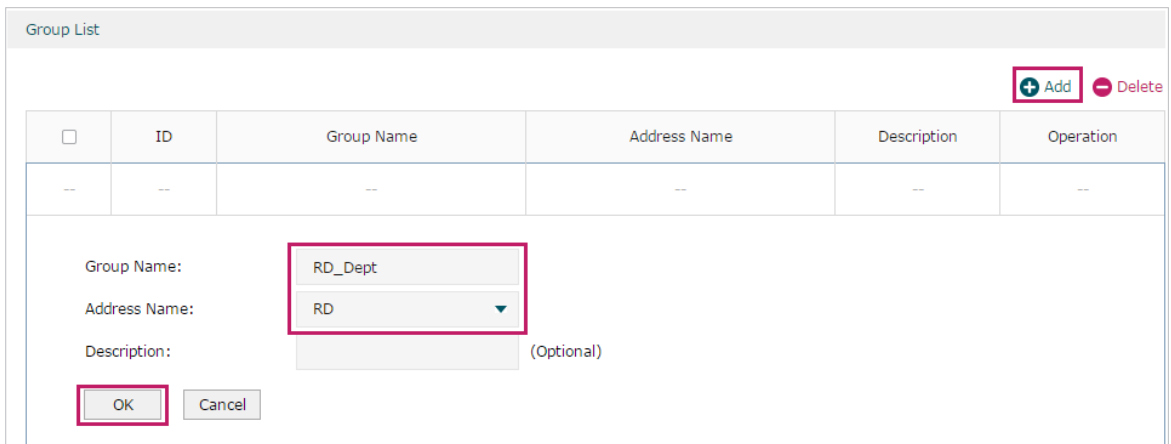 Group List
Add Delete
ID Group Name Address Name Description Operation
-- -- -- -- -- --
Group Name: RD_Dept
Address Name: RD
Description: (Optional)
OK Cancel